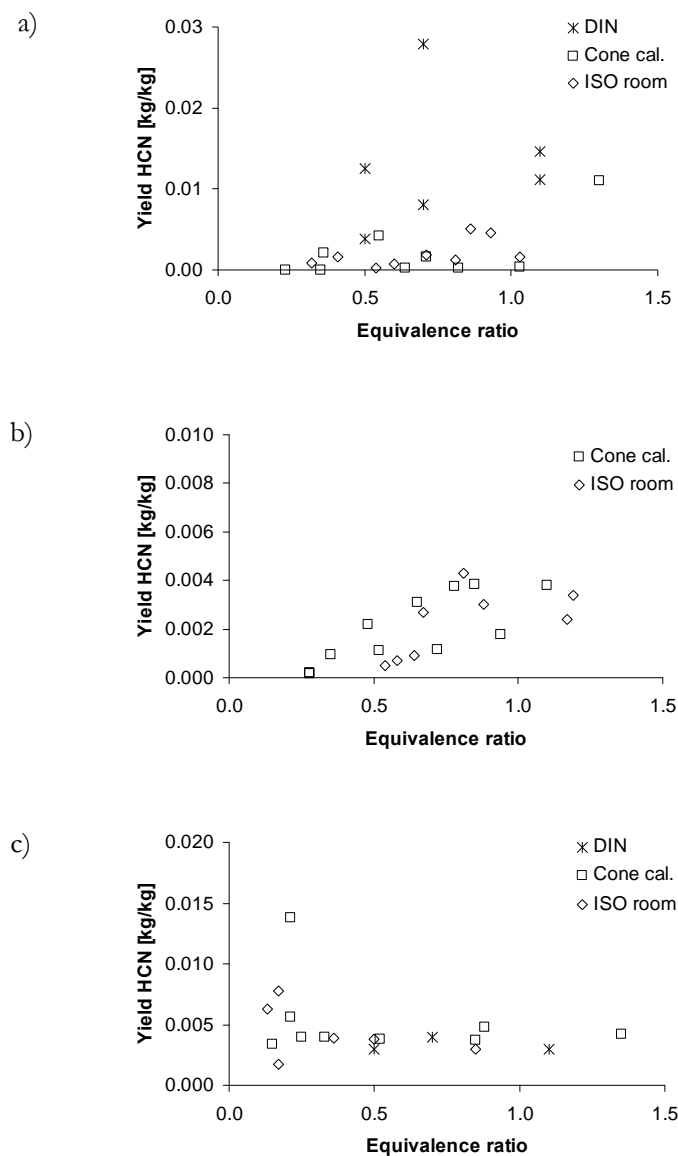 a)
0.03
0.02
0.01
0.00
Yield HCN [kg/kg]
DIN
Cone cal.
ISO room
0.0 0.5 1.0 1.5
Equivalence ratio
b)
0.010
0.008
0.006
0.004
0.002
0.000
Yield HCN [kg/kg]
Cone cal.
ISO room
0.0 0.5 1.0 1.5
Equivalence ratio
c)
0.020
0.015
0.010
0.005
0.000
Yield HCN [kg/kg]
DIN
Cone cal.
ISO room
0.0 0.5 1.0 1.5
Equivalence ratio